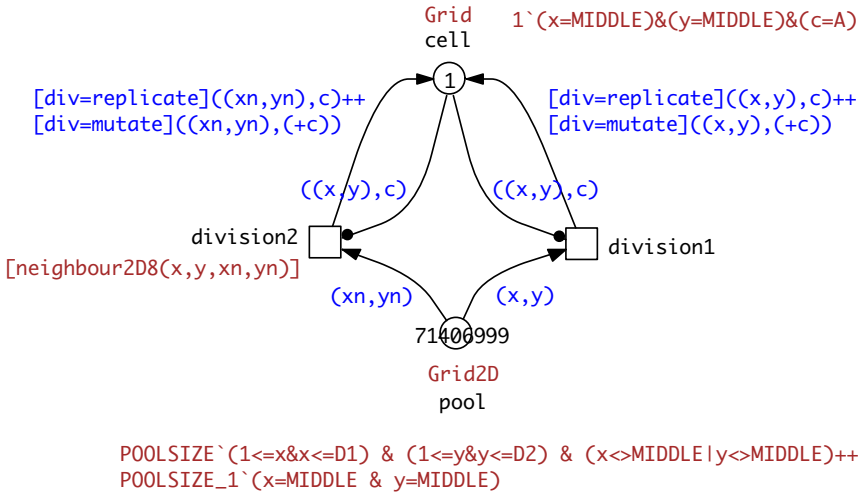 Grid
1`(x=MIDDLE)&(y=MIDDLE)&(c=A)
cell
1
[div=replicate]((xn,yn),c)++
[div=mutate]((xn,yn),(+c))
[div=replicate]((x,y),c)++
[div=mutate]((x,y),(+c))
((x,y),c)
((x,y),c)
division2
division1
[neighbour2D8(x,y,xn,yn)]
(xn,yn)
(x,y)
71406999
Grid2D
pool
POOLSIZE`(1<=x&x<=D1) & (1<=y&y<=D2) & (x<>MIDDLE|y<>MIDDLE)++
POOLSIZE_1`(x=MIDDLE & y=MIDDLE)